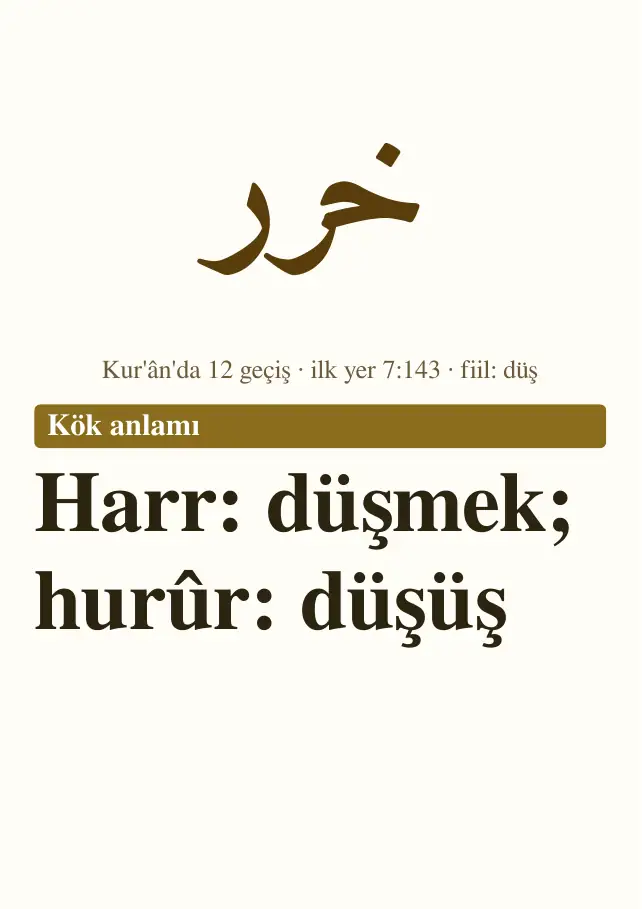 خرر
Kur'ân'da 12 geçiş · ilk yer 7:143 · fiil: düş
Kök anlamı
Harr: düşmek;
hurûr: düşüş